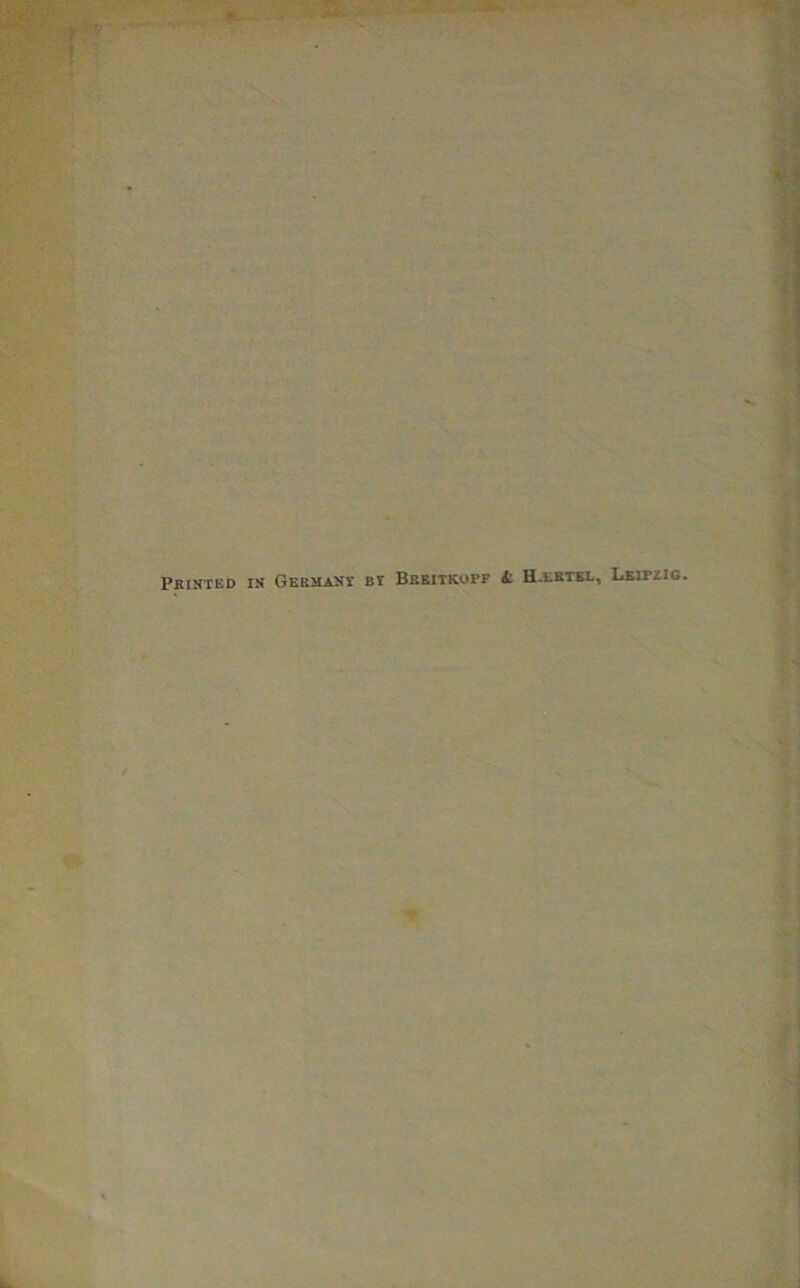 Printed in Germany by Breitkopf & Hærtel, Leipzig.